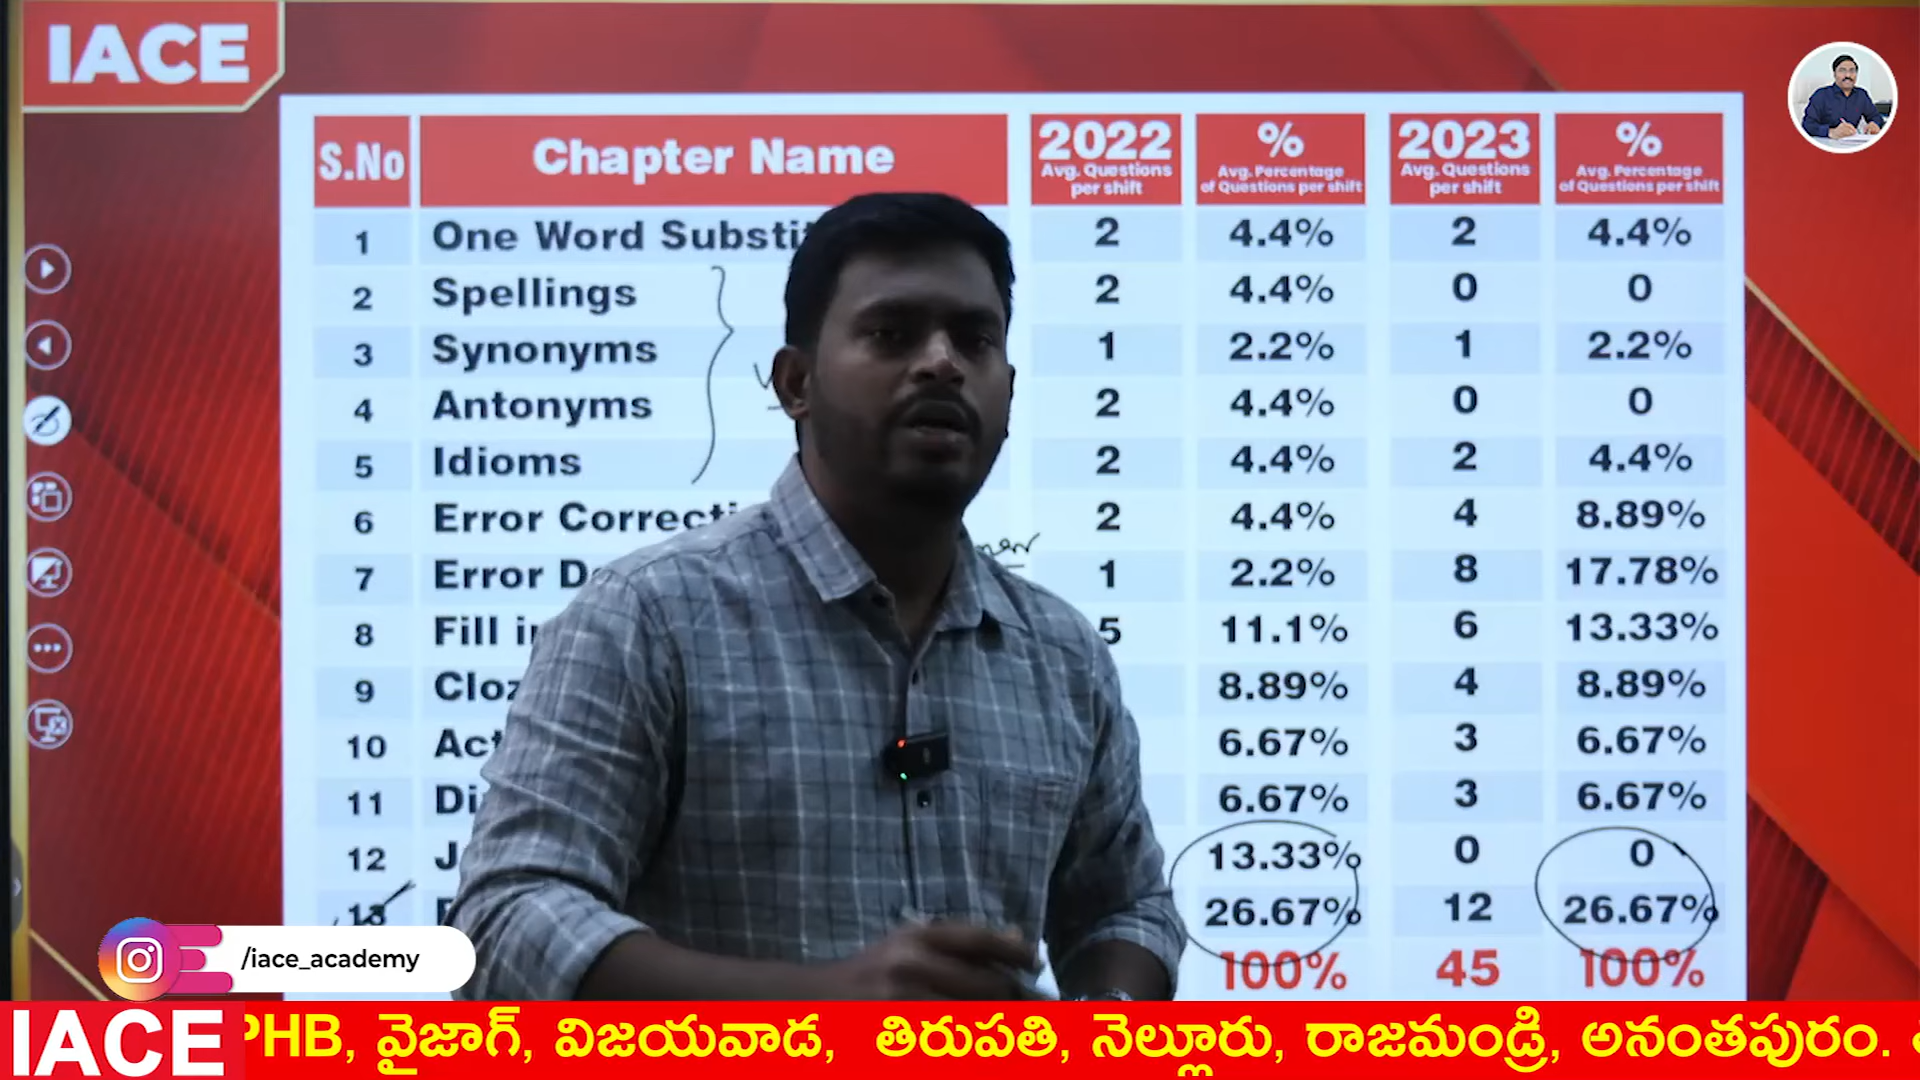 IACE
S.No Chapter Name 2022 Avg. Questions per shift % Avg. Percentage of Questions per shift 2023 Avg. Questions per shift % Avg. Percentage of Questions per shift
1 One Word 2 4.4% 2 4.4%
2 Spellings 2 4.4% 0 0
3 Synonyms 1 2.2% 1 2.2%
4 Antonyms 2 4.4% 0 0
5 Idioms 2 4.4% 2 4.4%
6 Error 2 4.4% 4 8.89%
7 Error 1 2.2% 8 17.78%
8 Fill 5 11.1% 6 13.33%
9 8.89% 4 8.89%
10 6.67% 3 6.67%
11 6.67% 3 6.67%
12 13.33% 0 0
13 26.67% 12 26.67%
100% 45 100%
/iace_academy
IACE PHB, వైజాగ్, విజయవాడ, తిరుపతి, నెల్లూరు, రాజమండ్రి, అనంతపురం.